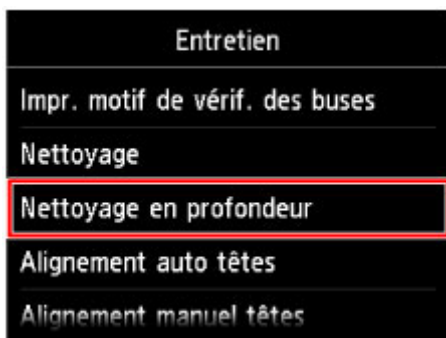 Entretien
Impr. motif de vérif. des buses
Nettoyage
Nettoyage en profondeur
Alignement auto têtes
Alignement manuel têtes